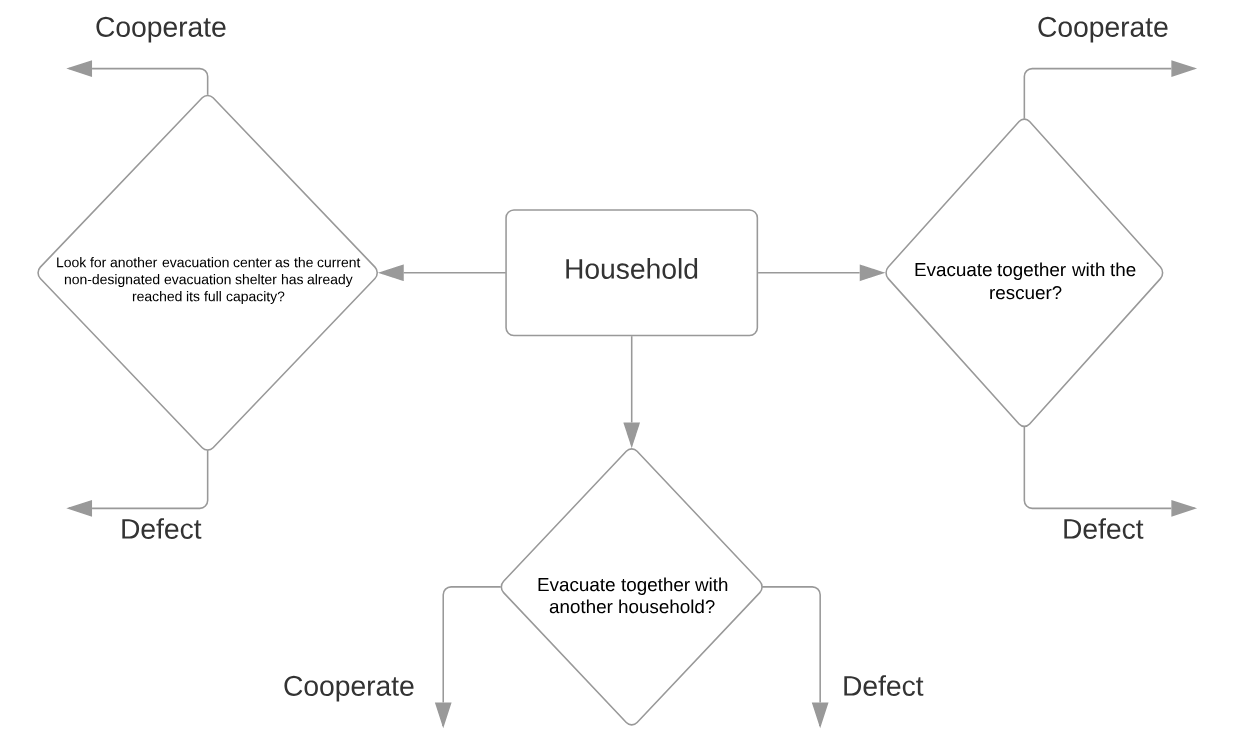 Cooperate
Cooperate
Look for another evacuation center as the current
non-designated evacuation shelter has already
reached its full capacity?
Household
Evacuate together with the
rescuer?
Defect
Defect
Evacuate together with
another household?
Cooperate
Defect